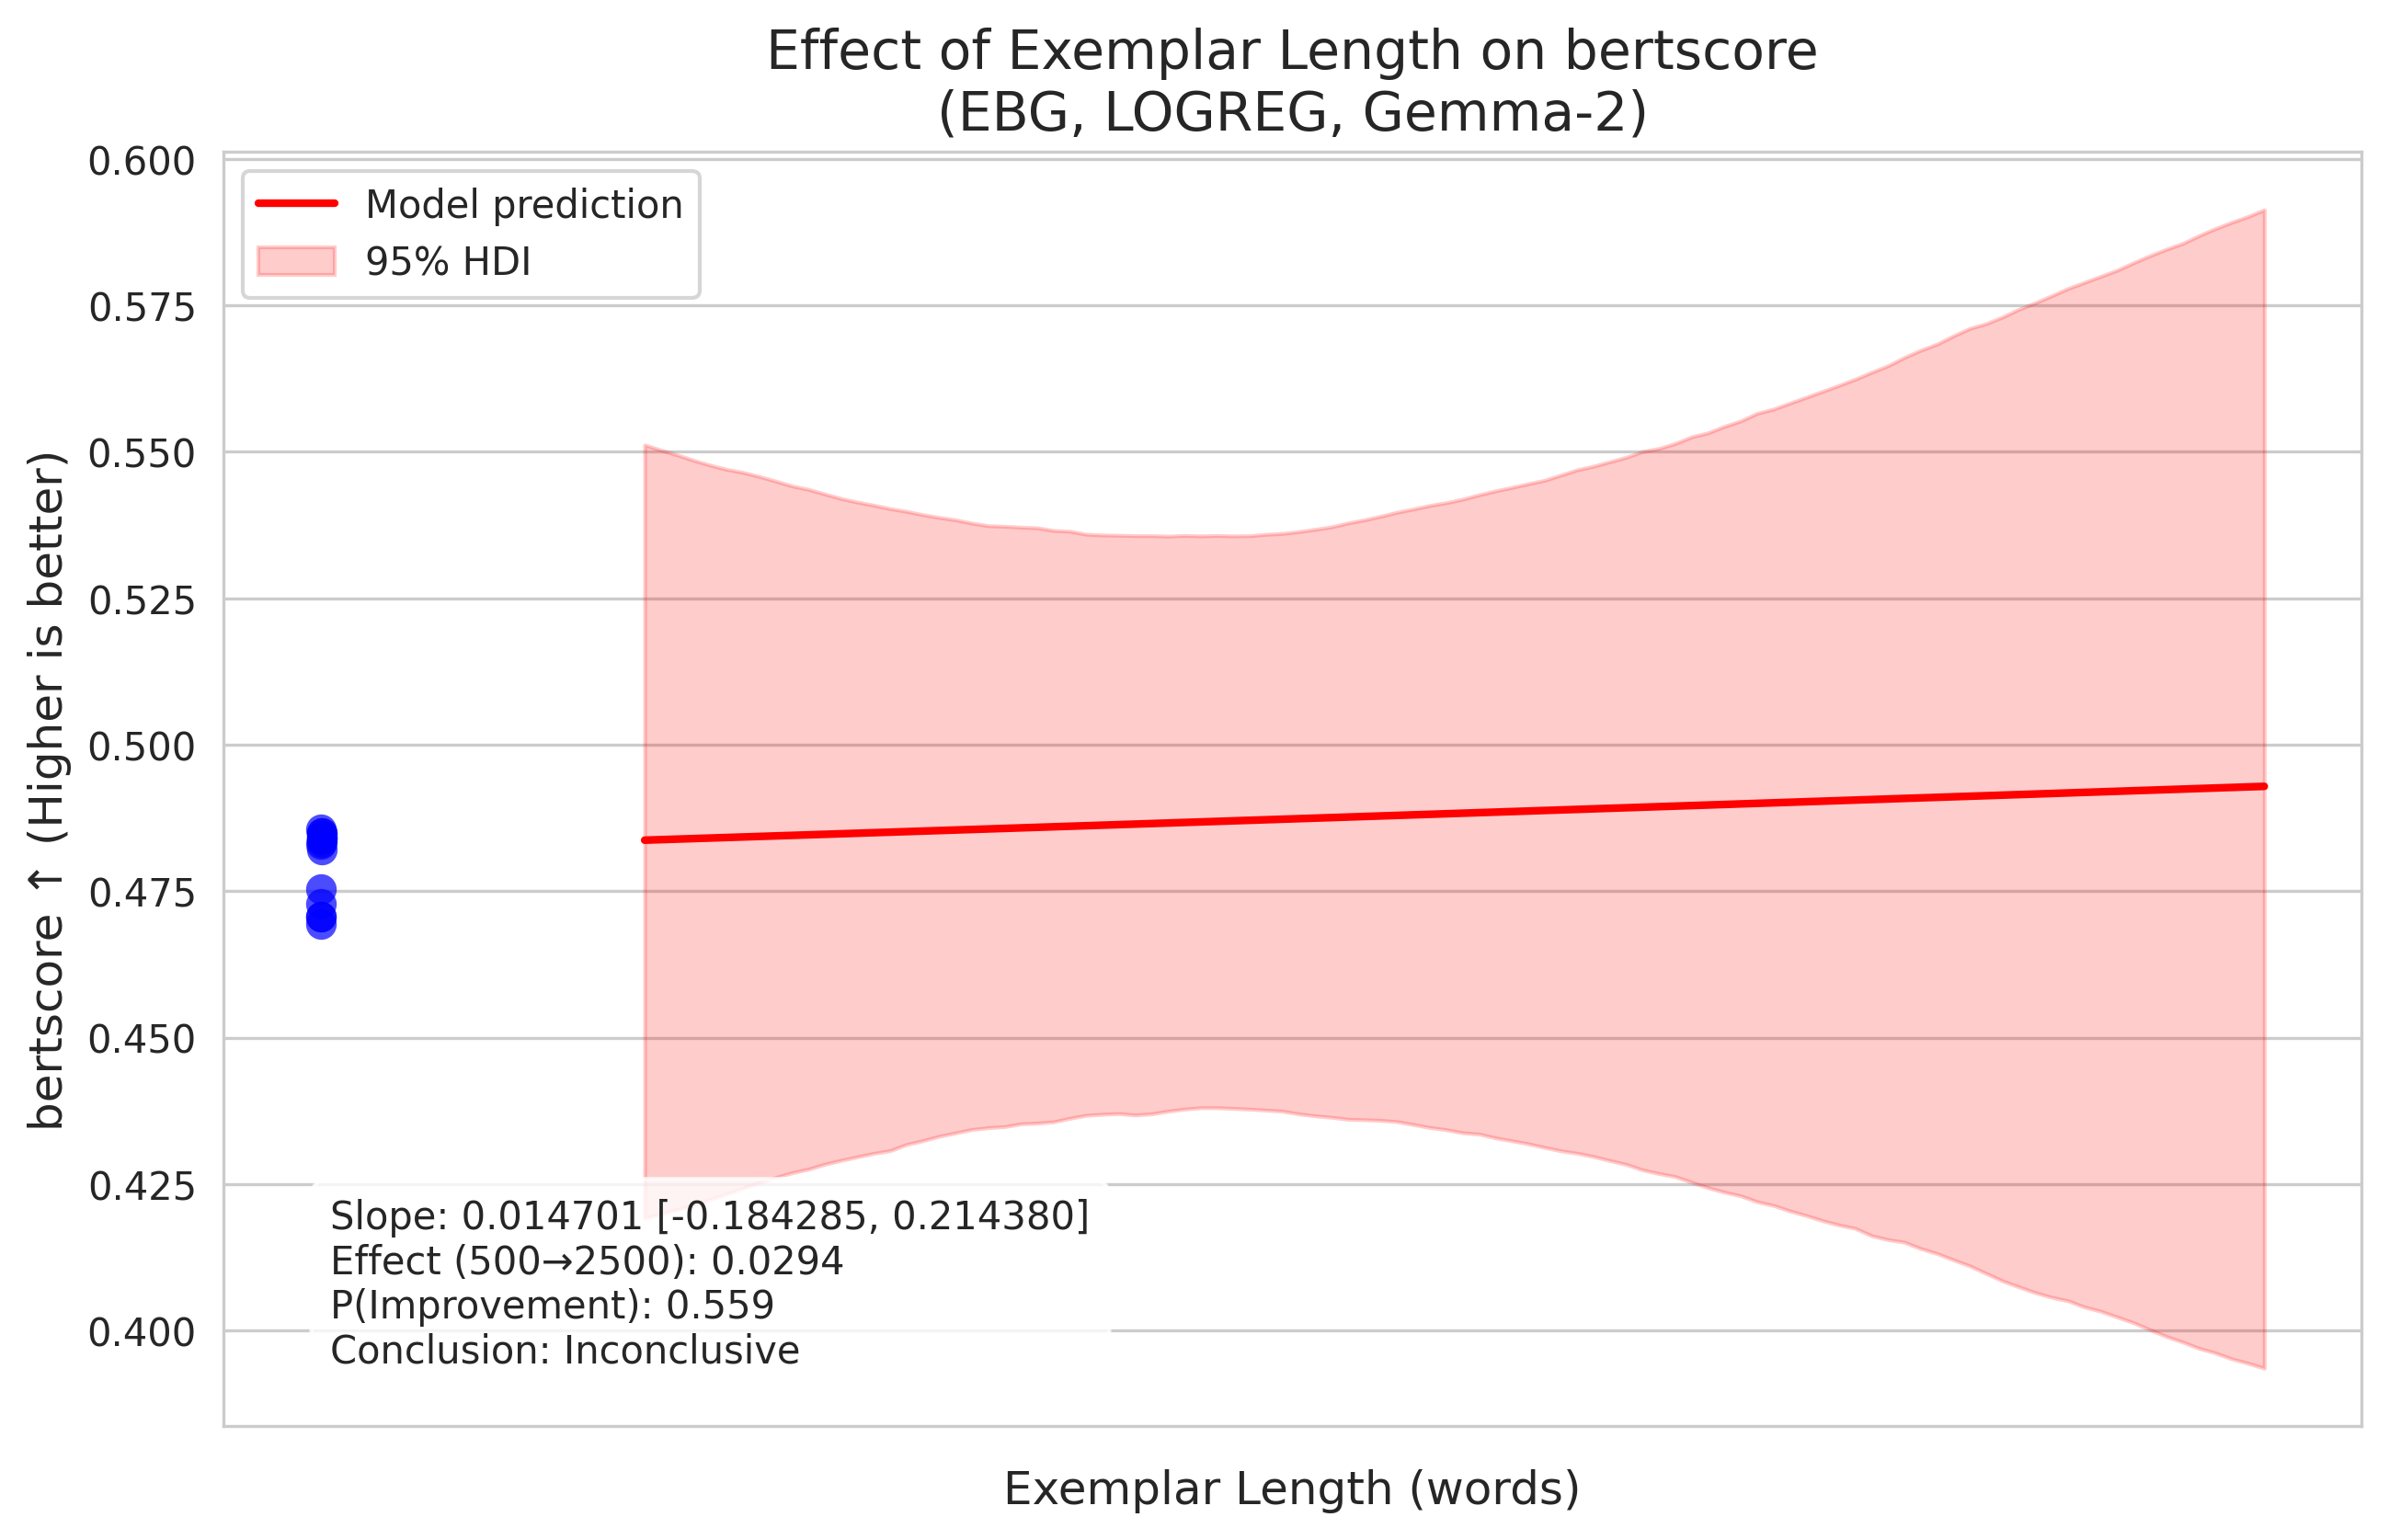 Effect of Exemplar Length on bertscore
(EBG, LOGREG, Gemma-2)
0.600
0.575
0.550
0.525
0.500
0.475
0.450
0.425
0.400
bertscore ↑ (Higher is better)
Model prediction
95% HDI
Slope: 0.014701 [-0.184285, 0.214380]
Effect (500→2500): 0.0294
P(Improvement): 0.559
Conclusion: Inconclusive
Exemplar Length (words)